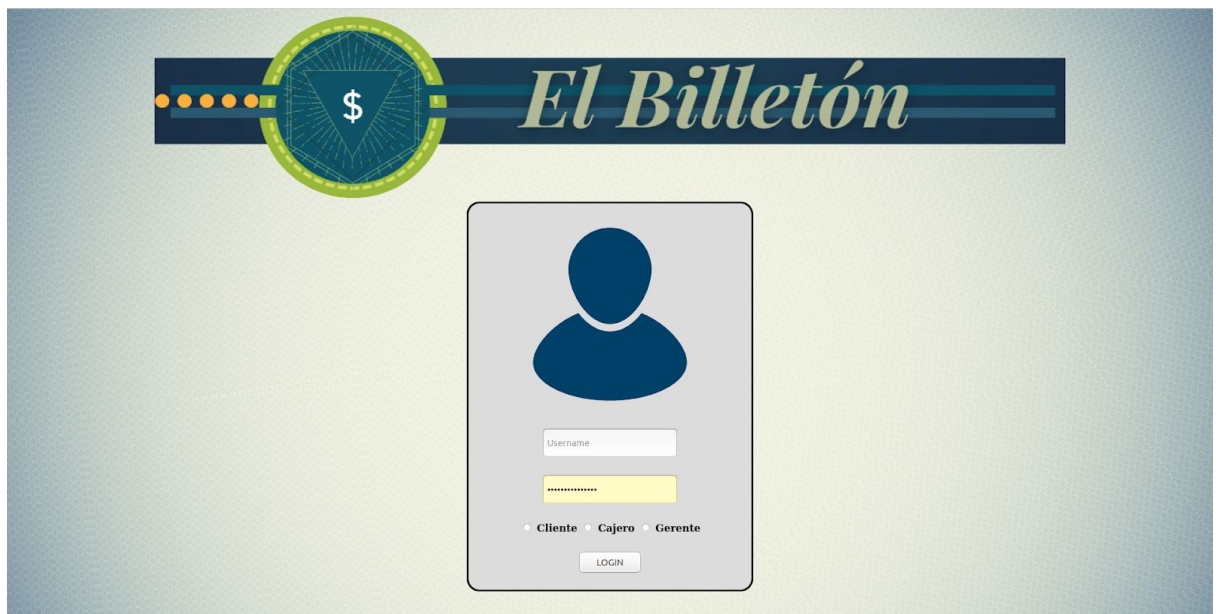 $
El Billetón
Username
•••••••••••••••
Cliente Cajero Gerente
LOGIN